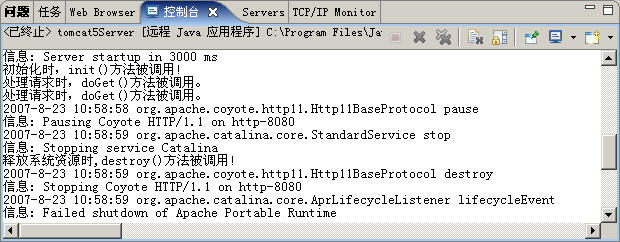 问题 任务 Web Browser 控制台 Servers TCP/IP Monitor
<已终止> tomcat5Server [远程 Java 应用程序] C:\Program Files\Ja
信息: Server startup in 3000 ms
初始化时，init()方法被调用!
处理请求时，doGet()方法被调用。
处理请求时，doGet()方法被调用。
2007-8-23 10:58:58 org.apache.coyote.http11.Http11BaseProtocol pause
信息: Pausing Coyote HTTP/1.1 on http-8080
2007-8-23 10:58:59 org.apache.catalina.core.StandardService stop
信息: Stopping service Catalina
释放系统资源时,destroy()方法被调用!
2007-8-23 10:58:59 org.apache.coyote.http11.Http11BaseProtocol destroy
信息: Stopping Coyote HTTP/1.1 on http-8080
2007-8-23 10:58:59 org.apache.catalina.core.AprLifecycleListener lifecycleEvent
信息: Failed shutdown of Apache Portable Runtime